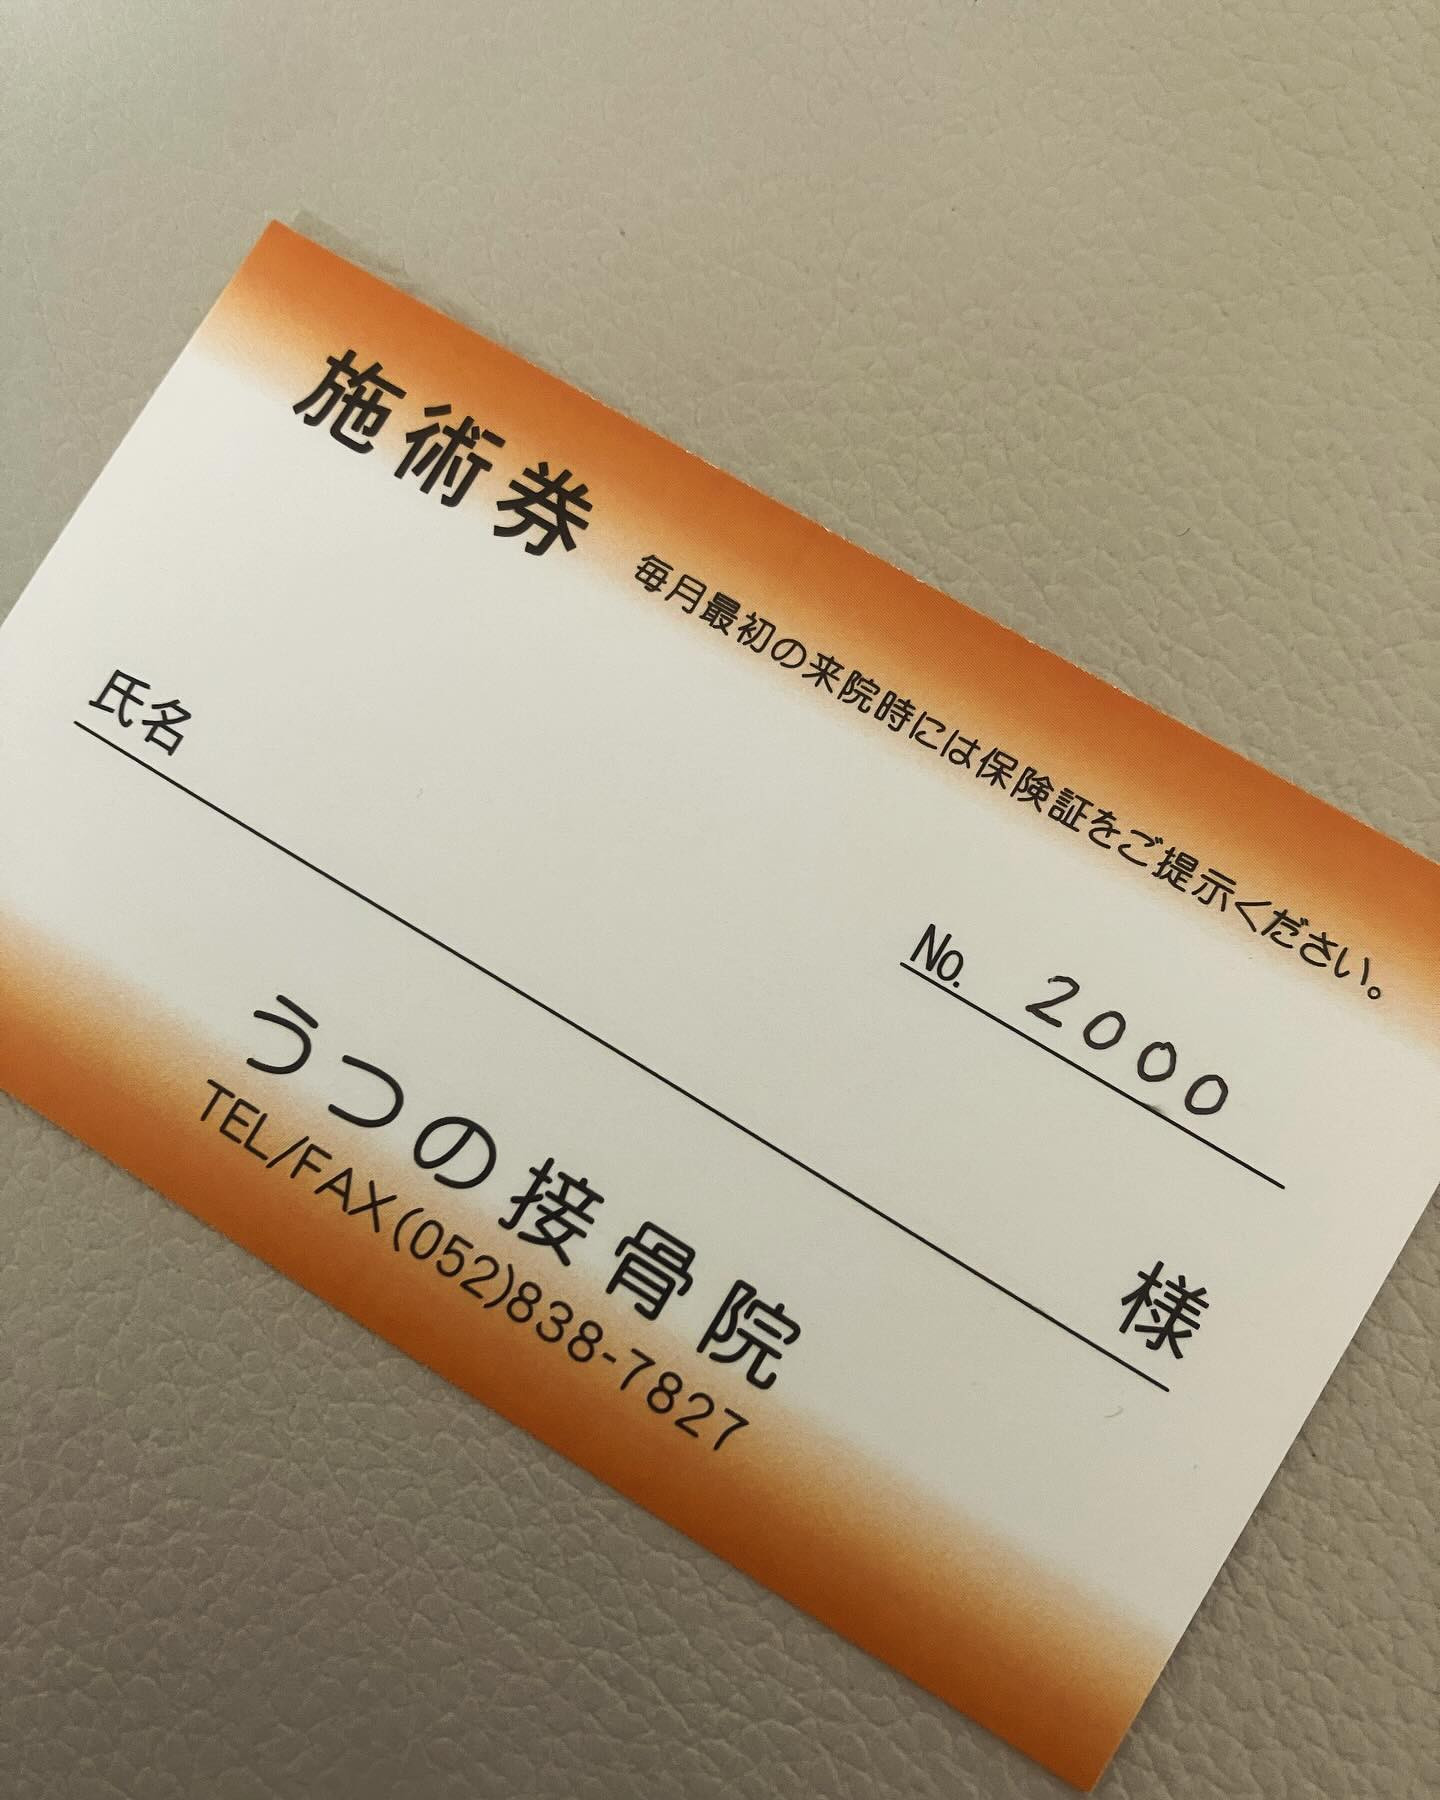 施術券 毎月最初の来院時には保険証をご提示ください。
No. 2000
氏名 様
うつの接骨院
TEL/FAX(052)838-7827